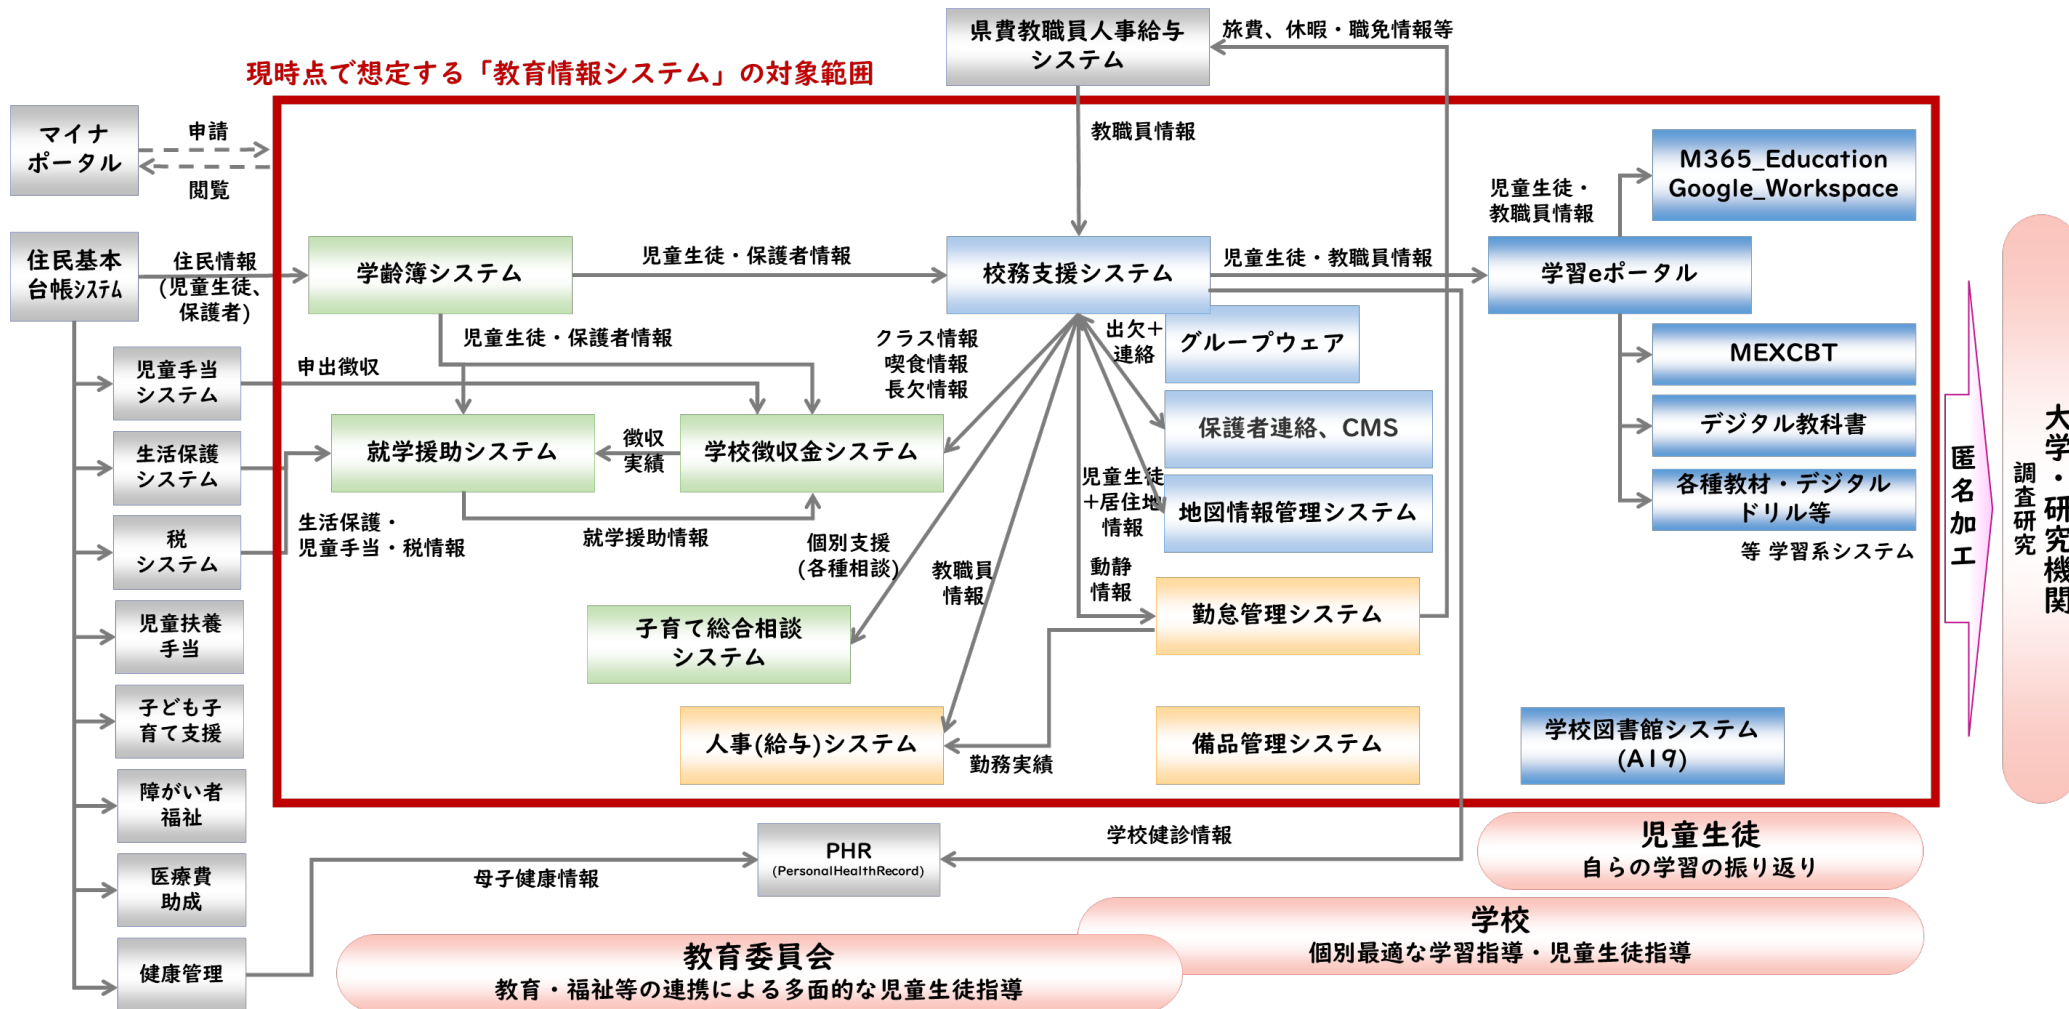 県費教職員人事給与
システム
旅費、休暇・職免情報等
現時点で想定する「教育情報システム」の対象範囲
マイナ
ポータル
申請
閲覧
教職員情報
M365_Education
Google_Workspace
児童生徒・
教職員情報
住民基本
台帳ｼｽﾃﾑ
住民情報
(児童生徒、
保護者)
学齢簿システム
児童生徒・保護者情報
校務支援システム
児童生徒・教職員情報
学習eポータル
児童生徒・保護者情報
クラス情報
喫食情報
長欠情報
出欠＋
連絡
グループウェア
MEXCBT
児童手当
システム
申出徴収
就学援助システム
徴収
実績
学校徴収金システム
保護者連絡、CMS
デジタル教科書
生活保護
システム
児童生徒
＋居住地
情報
地図情報管理システム
各種教材・デジタル
ドリル等
等 学習系システム
税
システム
生活保護・
児童手当・税情報
就学援助情報
個別支援
(各種相談)
教職員
情報
動静
情報
勤怠管理システム
児童扶養
手当
子育て総合相談
システム
子ども子
育て支援
人事(給与)システム
勤務実績
備品管理システム
学校図書館システム
(A19)
匿名加工
大学・研究機関
調査研究
障がい者
福祉
医療費
助成
健康管理
母子健康情報
PHR
(PersonalHealthRecord)
学校健診情報
児童生徒
自らの学習の振り返り
学校
個別最適な学習指導・児童生徒指導
教育委員会
教育・福祉等の連携による多面的な児童生徒指導